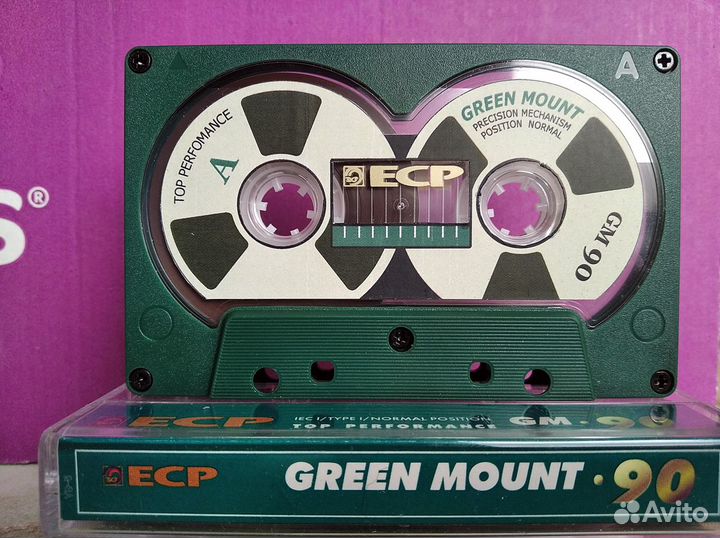 S®
A
TOP PERFOMANCE
A
GREEN MOUNT
PRECISION MECHANISM
POSITION NORMAL
ECP
GM 90
ECP
IEC I/TYPE I/NORMAL POSITION
TOP PERFORMANCE
GM · 90
ECP
GREEN MOUNT · 90
Avito